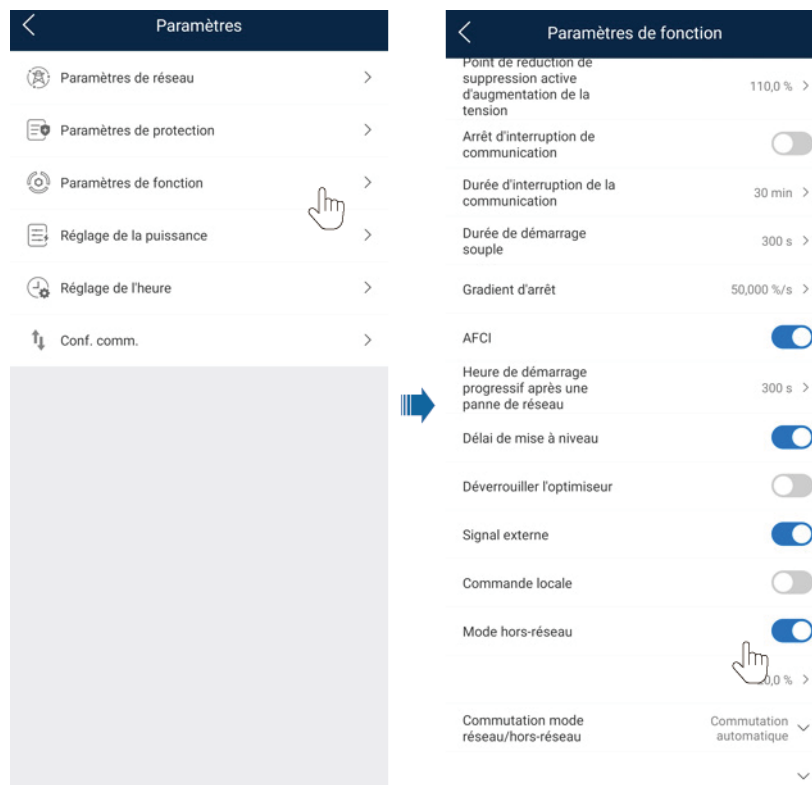 Paramètres
Paramètres de réseau
Paramètres de protection
Paramètres de fonction
Réglage de la puissance
Réglage de l'heure
Conf. comm.
Paramètres de fonction
Point de réduction de
suppression active
d'augmentation de la
tension
110,0 %
Arrêt d'interruption de
communication
Durée d'interruption de la
communication
30 min
Durée de démarrage
souple
300 s
Gradient d'arrêt
50,000 %/s
AFCI
Heure de démarrage
progressif après une
panne de réseau
300 s
Délai de mise à niveau
Déverrouiller l'optimiseur
Signal externe
Commande locale
Mode hors-réseau
Commutation mode
réseau/hors-réseau
Commutation
automatique